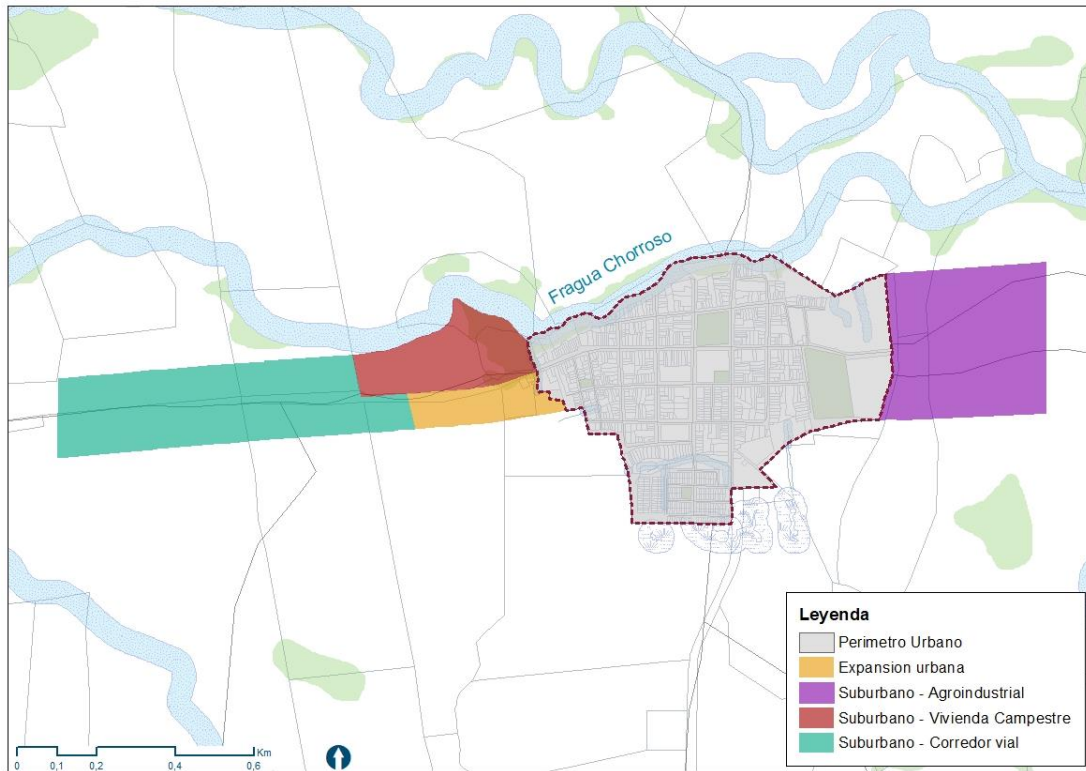 Fragua Chorroso
Leyenda
Perimetro Urbano
Expansion urbana
Suburbano - Agroindustrial
Suburbano - Vivienda Campestre
Suburbano - Corredor vial
Km
0 0,1 0,2 0,4 0,6